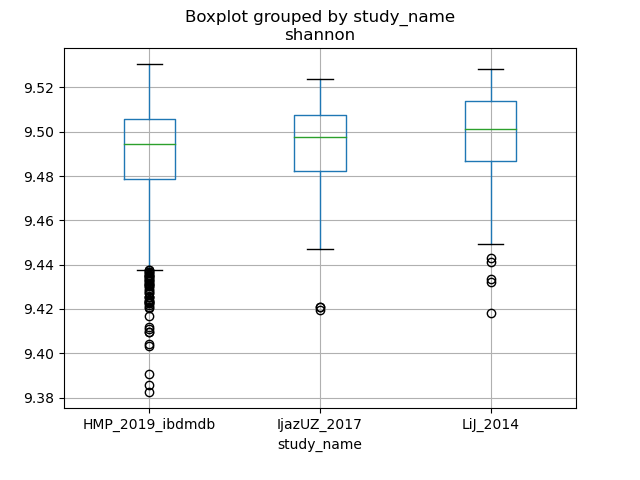 Boxplot grouped by study_name
shannon
9.52
9.50
9.48
9.46
9.44
9.42
9.40
9.38
HMP_2019_ibdmdb IjazUZ_2017 LiJ_2014
study_name